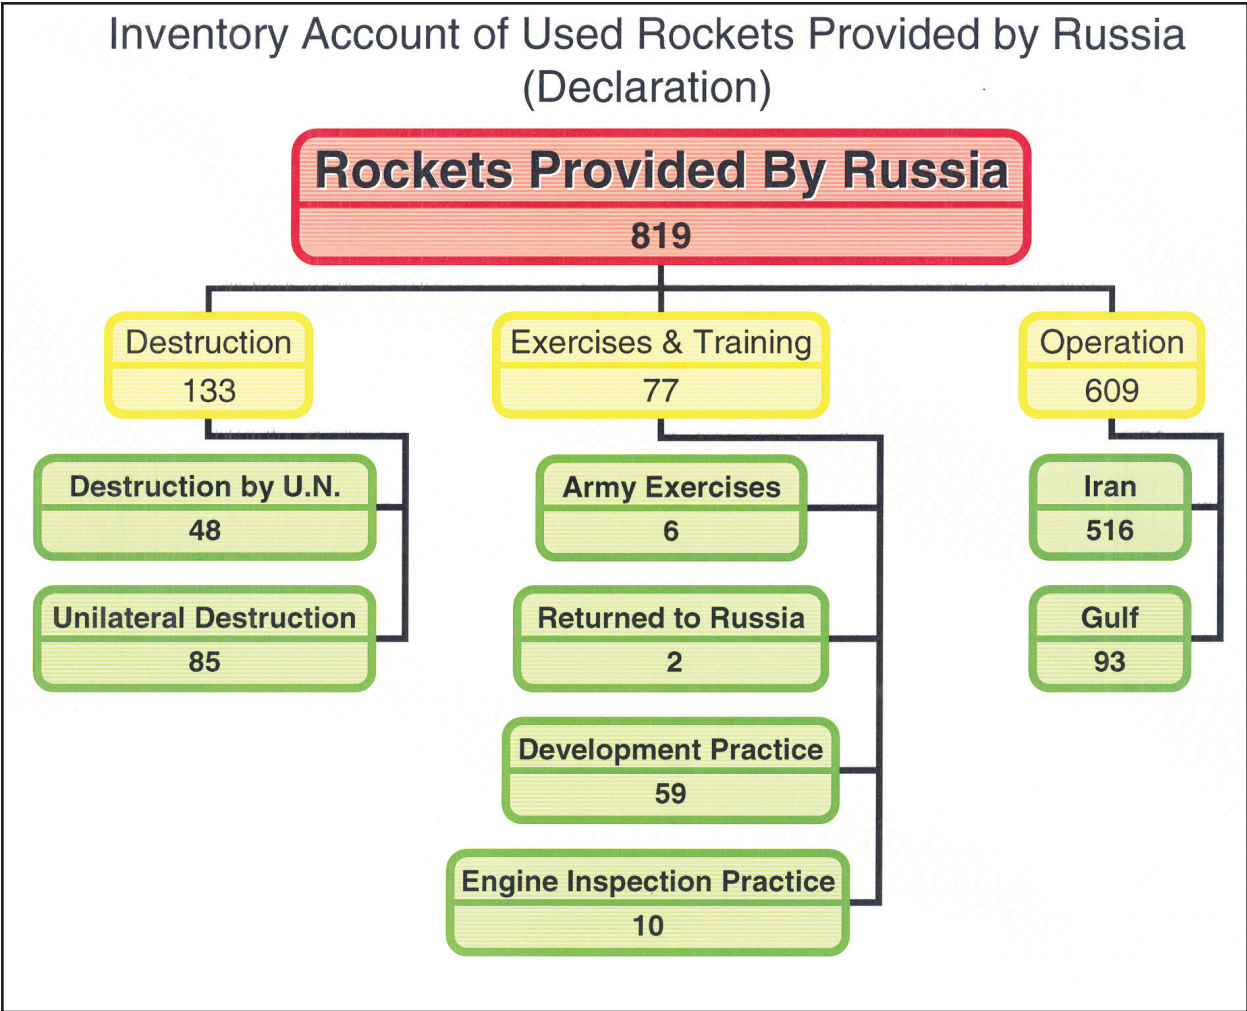 Inventory Account of Used Rockets Provided by Russia
(Declaration)
Rockets Provided By Russia
819
Destruction
133
Destruction by U.N.
48
Unilateral Destruction
85
Exercises & Training
77
Army Exercises
6
Returned to Russia
2
Development Practice
59
Engine Inspection Practice
10
Operation
609
Iran
516
Gulf
93